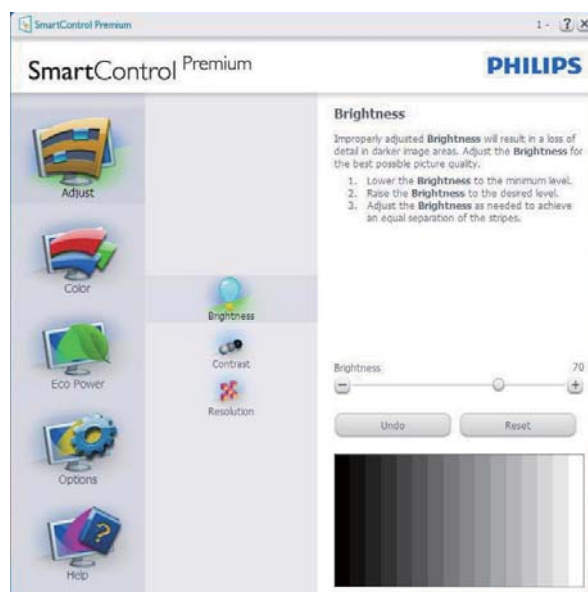 SmartControl Premium
1 - ? X
SmartControl Premium
PHILIPS
Adjust
Color
Eco Power
Options
Help
Brightness
Contrast
Resolution
Brightness
Improperly adjusted Brightness will result in a loss of
detail in darker image areas. Adjust the Brightness for
the best possible picture quality.
1. Lower the Brightness to the minimum level.
2. Raise the Brightness to the desired level.
3. Adjust the Brightness as needed to achieve
an equal separation of the stripes.
Brightness 70
Undo Reset